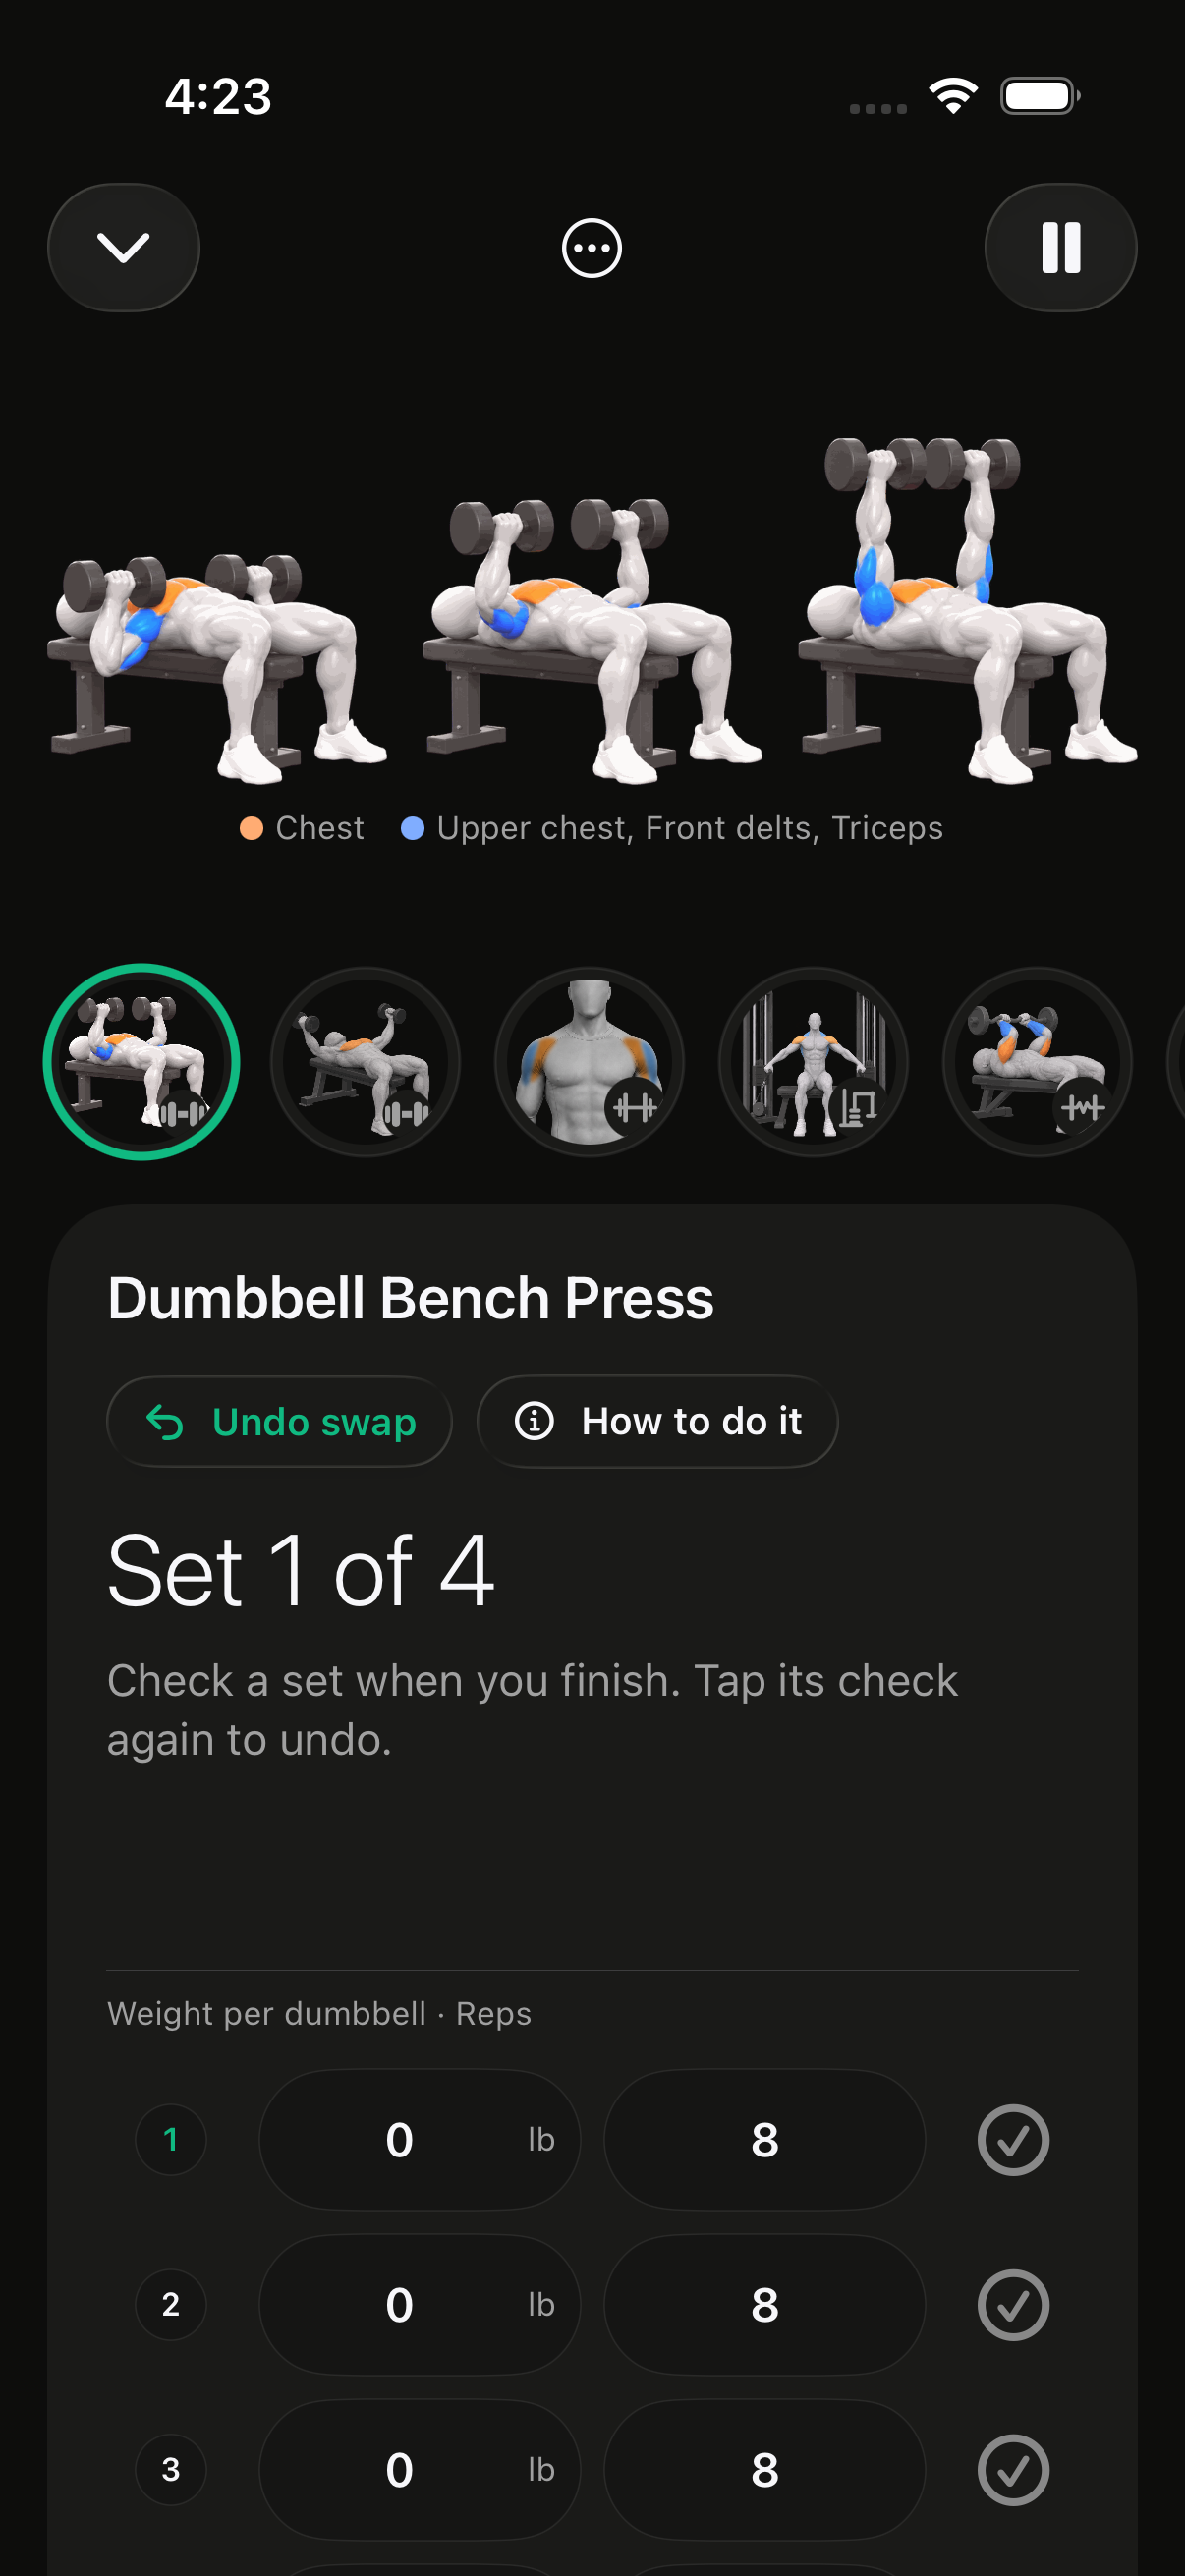 4:23
Chest
Upper chest, Front delts, Triceps
Dumbbell Bench Press
Undo swap
How to do it
Set 1 of 4
Check a set when you finish. Tap its check
again to undo.
Weight per dumbbell · Reps
1 0 lb 8
2 0 lb 8
3 0 lb 8